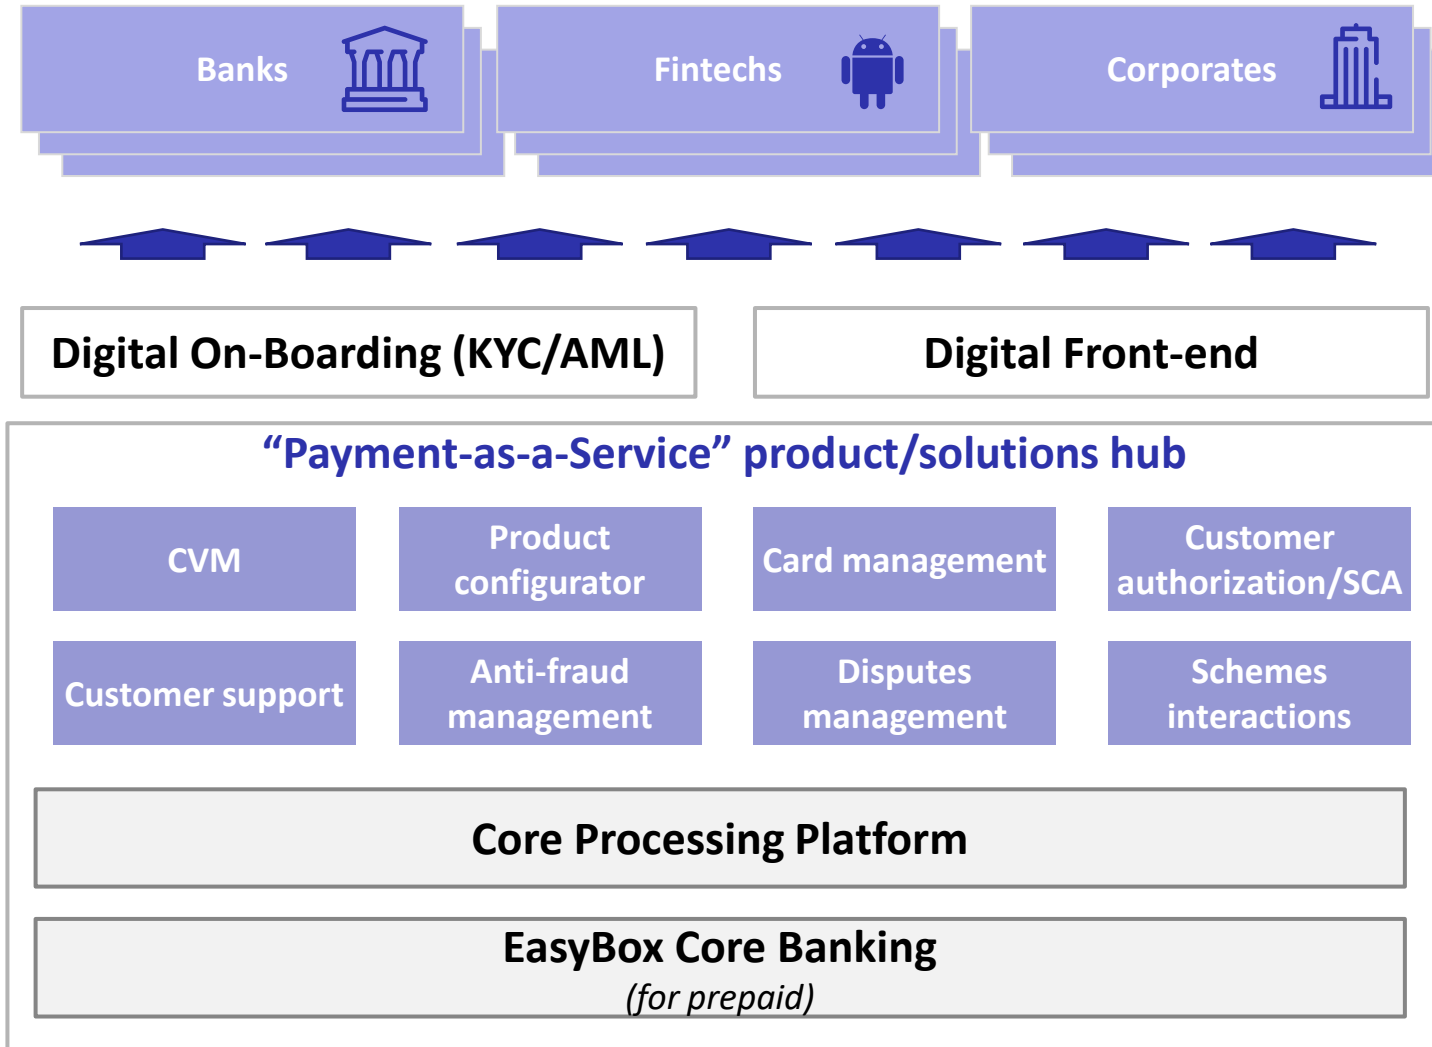 Banks
Fintechs
Corporates
Digital On-Boarding (KYC/AML)
Digital Front-end
“Payment-as-a-Service” product/solutions hub
CVM
Product
configurator
Card management
Customer
authorization/SCA
Customer support
Anti-fraud
management
Disputes
management
Schemes
interactions
Core Processing Platform
EasyBox Core Banking
(for prepaid)